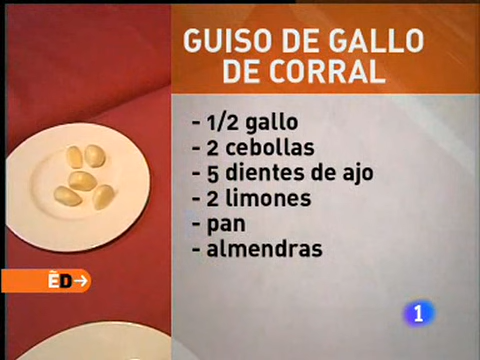 GUISO DE GALLO
DE CORRAL
- 1/2 gallo
- 2 cebollas
- 5 dientes de ajo
- 2 limones
- pan
- almendras
ÈD→
1